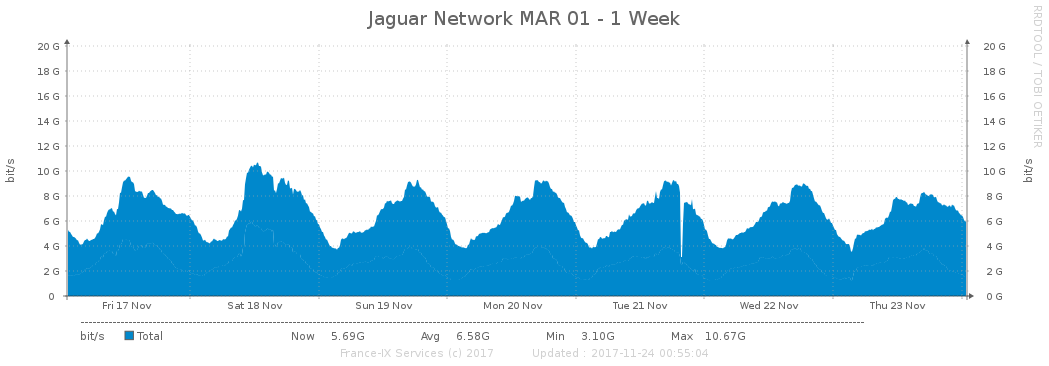 Jaguar Network MAR 01 - 1 Week
RRDTOOL / TOBI OETIKER
bit/s
20 G 20 G
18 G 18 G
16 G 16 G
14 G 14 G
12 G 12 G
10 G 10 G
8 G 8 G
6 G 6 G
4 G 4 G
2 G 2 G
0 0 G
bit/s
Fri 17 Nov Sat 18 Nov Sun 19 Nov Mon 20 Nov Tue 21 Nov Wed 22 Nov Thu 23 Nov
bit/s Total Now 5.69G Avg 6.58G Min 3.10G Max 10.67G
France-IX Services (c) 2017 Updated : 2017-11-24 00:55:04